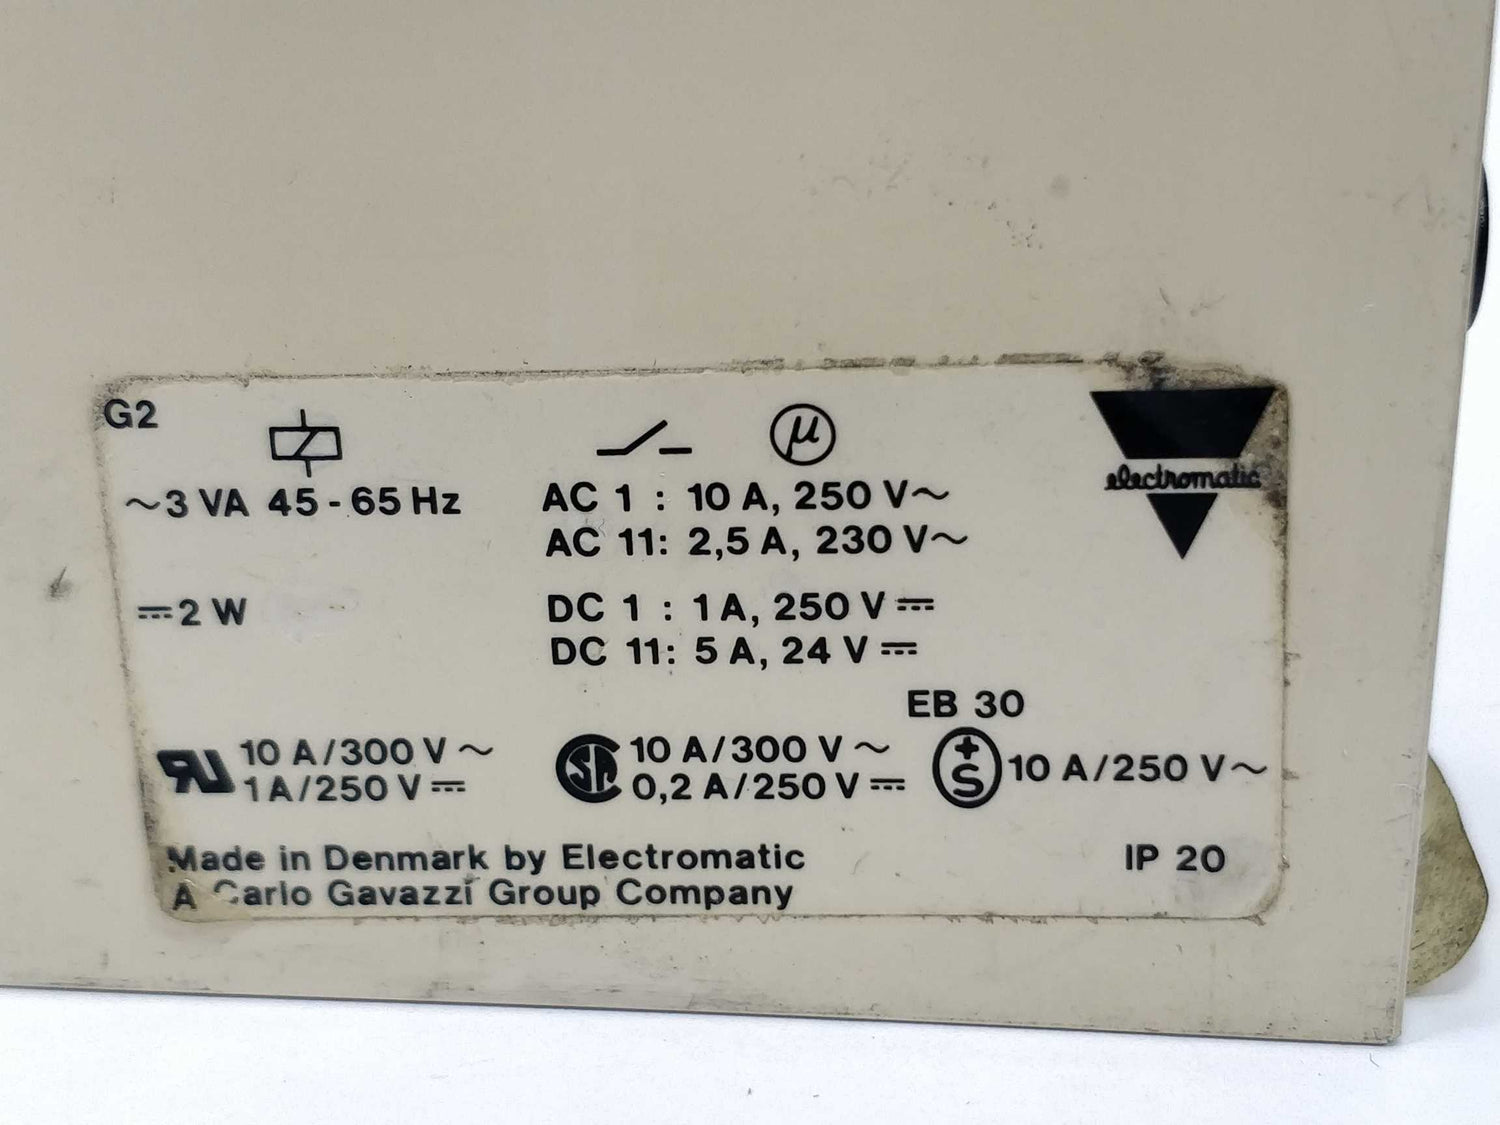 G2
µ
electromatic
~3 VA 45-65 Hz
AC 1 : 10 A, 250 V~
AC 11: 2,5 A, 230 V~
⎓2 W
DC 1 : 1 A, 250 V⎓
DC 11: 5 A, 24 V⎓
EB 30
RU 10 A/300 V~
1 A/250 V⎓
SA 10 A/300 V~
0,2 A/250 V⎓
+S 10 A/250 V~
Made in Denmark by Electromatic
A Carlo Gavazzi Group Company
IP 20